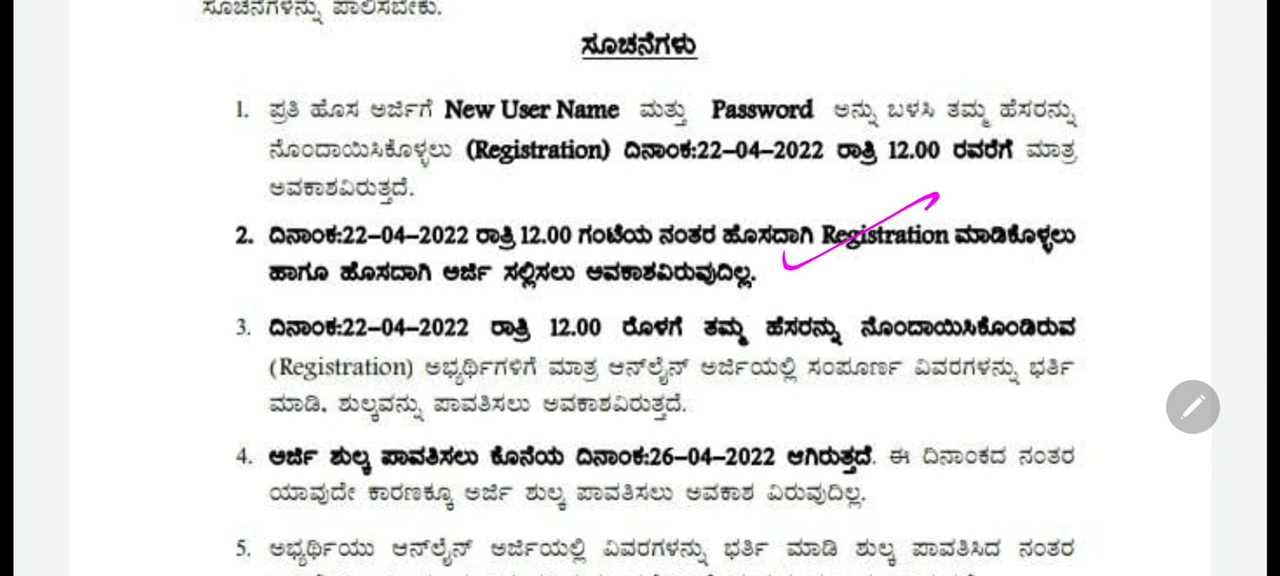 ಸೂಚನೆಗಳನ್ನು ಪಾಲಿಸಬೇಕು.
ಸೂಚನೆಗಳು
1. ಪ್ರತಿ ಹೊಸ ಅರ್ಜಿಗೆ New User Name ಮತ್ತು Password ಅನ್ನು ಬಳಸಿ ತಮ್ಮ ಹೆಸರನ್ನು
ನೊಂದಾಯಿಸಿಕೊಳ್ಳಲು (Registration) ದಿನಾಂಕ:22-04-2022 ರಾತ್ರಿ 12.00 ರವರೆಗೆ ಮಾತ್ರ
ಅವಕಾಶವಿರುತ್ತದೆ.
2. ದಿನಾಂಕ:22-04-2022 ರಾತ್ರಿ 12.00 ಗಂಟೆಯ ನಂತರ ಹೊಸದಾಗಿ Registration ಮಾಡಿಕೊಳ್ಳಲು
ಹಾಗೂ ಹೊಸದಾಗಿ ಅರ್ಜಿ ಸಲ್ಲಿಸಲು ಅವಕಾಶವಿರುವುದಿಲ್ಲ.
3. ದಿನಾಂಕ:22-04-2022 ರಾತ್ರಿ 12.00 ರೊಳಗೆ ತಮ್ಮ ಹೆಸರನ್ನು ನೊಂದಾಯಿಸಿಕೊಂಡಿರುವ
(Registration) ಅಭ್ಯರ್ಥಿಗಳಿಗೆ ಮಾತ್ರ ಆನ್‌ಲೈನ್ ಅರ್ಜಿಯಲ್ಲಿ ಸಂಪೂರ್ಣ ವಿವರಗಳನ್ನು ಭರ್ತಿ
ಮಾಡಿ, ಶುಲ್ಕವನ್ನು ಪಾವತಿಸಲು ಅವಕಾಶವಿರುತ್ತದೆ.
4. ಅರ್ಜಿ ಶುಲ್ಕ ಪಾವತಿಸಲು ಕೊನೆಯ ದಿನಾಂಕ:26-04-2022 ಆಗಿರುತ್ತದೆ. ಈ ದಿನಾಂಕದ ನಂತರ
ಯಾವುದೇ ಕಾರಣಕ್ಕೂ ಅರ್ಜಿ ಶುಲ್ಕ ಪಾವತಿಸಲು ಅವಕಾಶ ವಿರುವುದಿಲ್ಲ.
5. ಅಭ್ಯರ್ಥಿಯು ಆನ್‌ಲೈನ್ ಅರ್ಜಿಯಲ್ಲಿ ವಿವರಗಳನ್ನು ಭರ್ತಿ ಮಾಡಿ ಶುಲ್ಕ ಪಾವತಿಸಿದ ನಂತರ